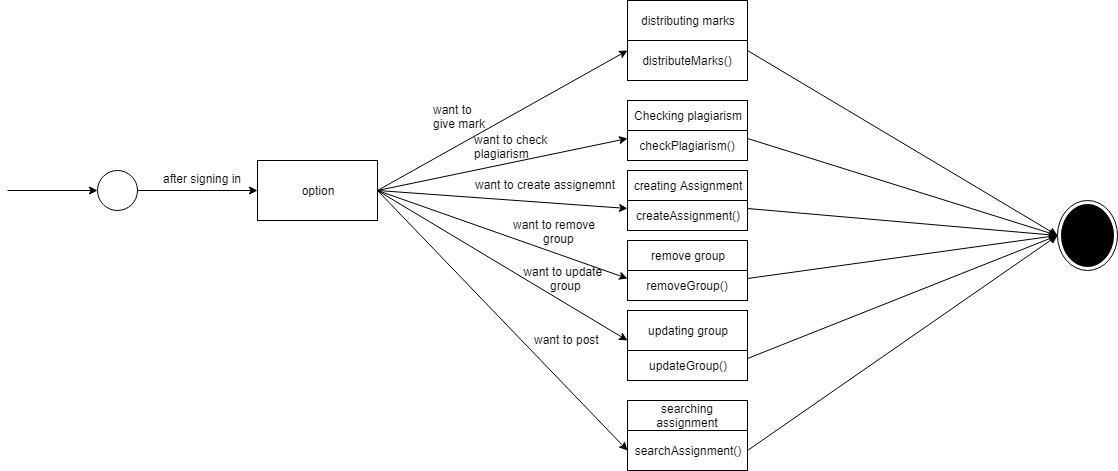 distributing marks
distributeMarks()
want to
give mark
want to check
plagiarism
Checking plagiarism
checkPlagiarism()
after signing in
option
want to create assignemnt
creating Assignment
createAssignment()
want to remove
group
remove group
removeGroup()
want to update
group
updating group
updateGroup()
want to post
searching
assignment
searchAssignment()